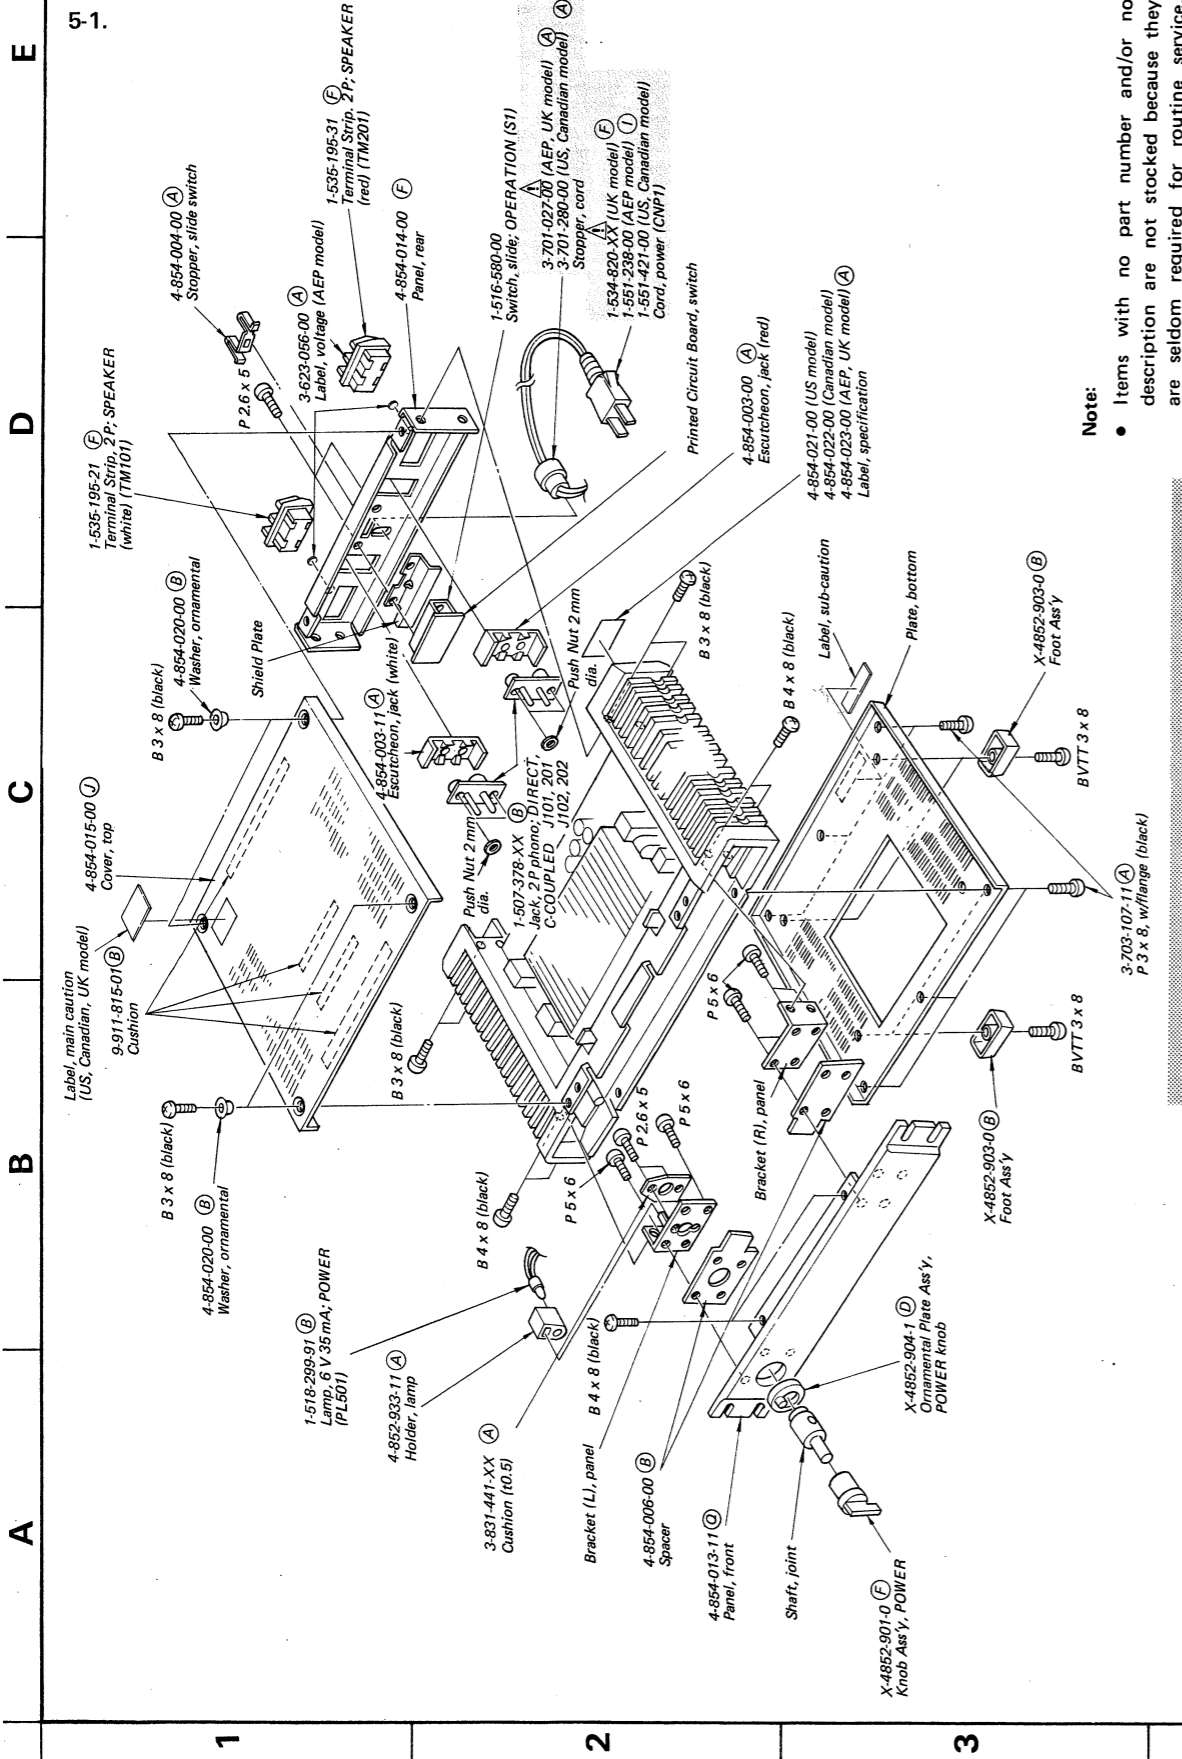 5-1.
A
B
C
D
E
1
2
3
Label, main caution
(US, Canadian, UK model)
9-911-815-01 (B)
Cushion
4-854-015-00 (J)
Cover, top
B 3 x 8 (black)
4-854-020-00 (B)
Washer, ornamental
B 3 x 8 (black)
4-854-020-00 (B)
Washer, ornamental
1-535-195-21 (F)
Terminal Strip, 2P; SPEAKER
(white) (TM101)
P 2.6 x 5
4-854-004-00 (A)
Stopper, slide switch
3-623-056-00 (A)
Label, voltage (AEP model)
1-535-195-31 (F)
Terminal Strip. 2P; SPEAKER
(red) (TM201)
4-854-014-00 (F)
Panel, rear
Shield Plate
1-516-580-00
Switch, slide; OPERATION (S1)
3-701-027-00 (AEP, UK model) (A)
3-701-280-00 (US, Canadian model) (A)
Stopper, cord
1-534-820-XX (UK model) (F)
1-551-238-00 (AEP model) (I)
1-551-421-00 (US, Canadian model)
Cord, power (CNP1)
Printed Circuit Board, switch
4-854-003-00 (A)
Escutcheon, jack (red)
4-854-021-00 (US model)
4-854-022-00 (Canadian model)
4-854-023-00 (AEP, UK model) (A)
Label, specification
4-854-003-11 (A)
Escutcheon, jack (white)
Push Nut 2 mm
dia.
Push Nut 2 mm
dia.
1-507-378-XX (B)
Jack, 2P phono; DIRECT,
C-COUPLED J101, 201
J102, 202
B 3 x 8 (black)
B 3 x 8 (black)
B 4 x 8 (black)
B 4 x 8 (black)
1-518-299-91 (B)
Lamp, 6 V 35 mA; POWER
(PL501)
4-852-933-11 (A)
Holder, lamp
3-831-441-XX (A)
Cushion (t0.5)
P 5 x 6
P 2.6 x 5
P 5 x 6
P 5 x 6
B 4 x 8 (black)
Bracket (L), panel
4-854-006-00 (B)
Spacer
Bracket (R), panel
4-854-013-11 (Q)
Panel, front
Shaft, joint
X-4852-901-0 (F)
Knob Ass'y, POWER
X-4852-904-1 (D)
Ornamental Plate Ass'y,
POWER knob
X-4852-903-0 (B)
Foot Ass'y
BVTT 3 x 8
3-703-107-11 (A)
P 3 x 8, w/flange (black)
BVTT 3 x 8
X-4852-903-0 (B)
Foot Ass'y
Label, sub-caution
Plate, bottom
Note:
• Items with no part number and/or no
description are not stocked because they
are seldom required for routine service.